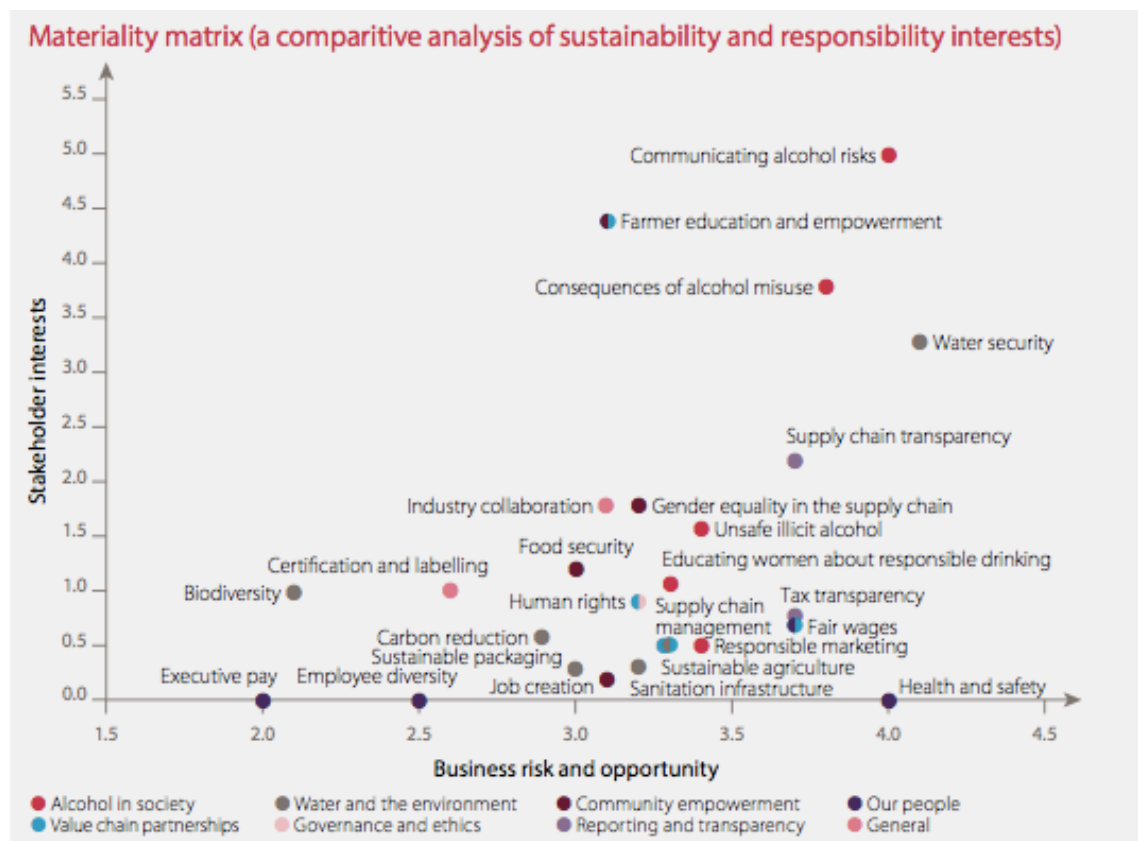 Materiality matrix (a comparitive analysis of sustainability and responsibility interests)
5.5
5.0
Communicating alcohol risks
4.5
Farmer education and empowerment
4.0
Consequences of alcohol misuse
3.5
Water security
3.0
Stakeholder interests
2.5
Supply chain transparency
2.0
Industry collaboration
Gender equality in the supply chain
1.5
Unsafe illicit alcohol
Food security
Educating women about responsible drinking
Certification and labelling
1.0
Biodiversity
Human rights
Supply chain
management
Tax transparency
Fair wages
0.5
Carbon reduction
Responsible marketing
Sustainable packaging
Sustainable agriculture
Executive pay
Employee diversity
Job creation
Sanitation infrastructure
Health and safety
0.0
1.5
2.0
2.5
3.0
3.5
4.0
4.5
Business risk and opportunity
Alcohol in society
Water and the environment
Community empowerment
Our people
Value chain partnerships
Governance and ethics
Reporting and transparency
General